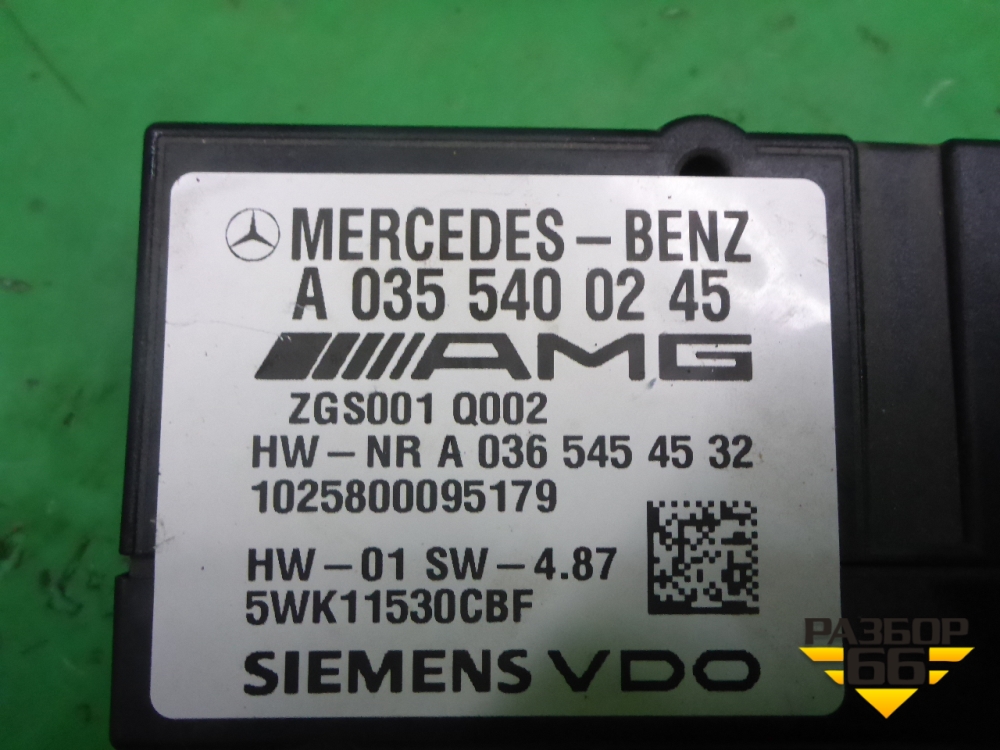 MERCEDES-BENZ
A 035 540 02 45
AMG
ZGS001 Q002
HW-NR A 036 545 45 32
1025800095179
HW-01 SW-4.87
5WK11530CBF
SIEMENS VDO
РАЗБОР
66